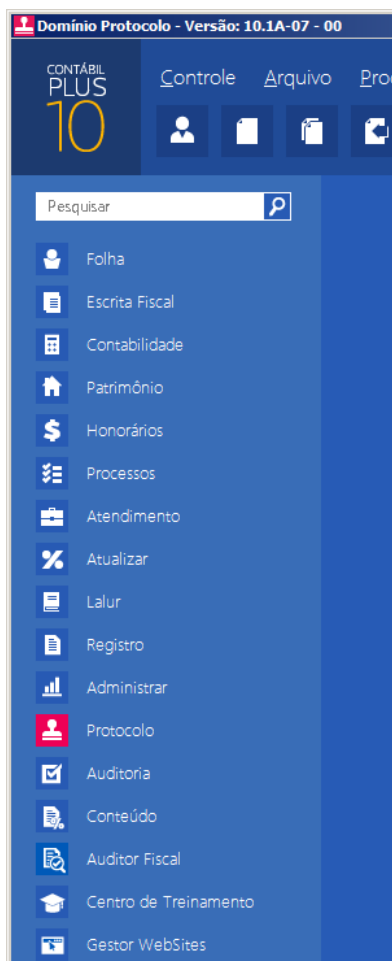 Domínio Protocolo - Versão: 10.1A-07 - 00
CONTÁBIL
PLUS
10
Controle Arquivo
Pesquisar
Folha
Escrita Fiscal
Contabilidade
Patrimônio
Honorários
Processos
Atendimento
Atualizar
Lalur
Registro
Administrar
Protocolo
Auditoria
Conteúdo
Auditor Fiscal
Centro de Treinamento
Gestor WebSites